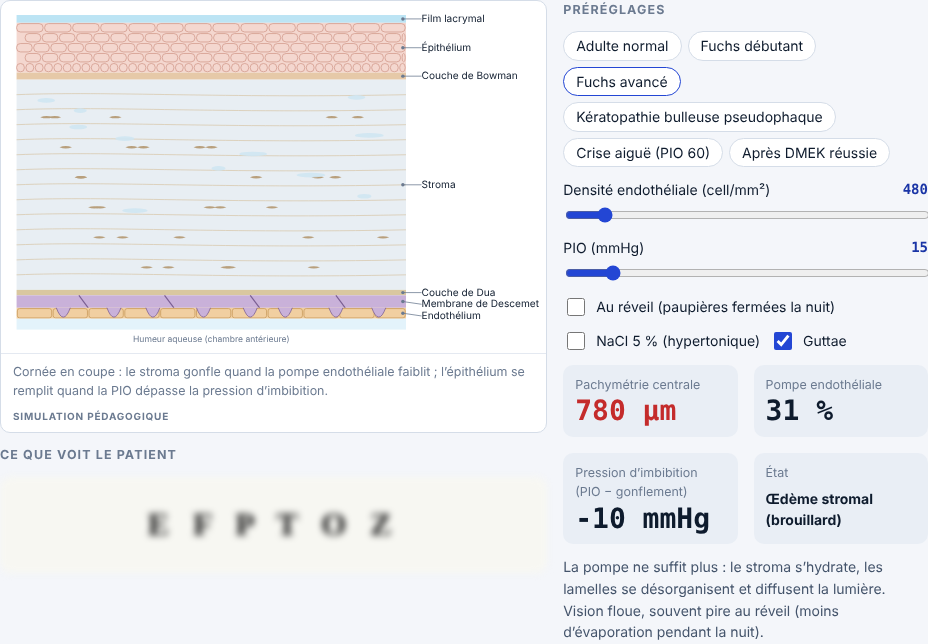 Film lacrymal
Épithélium
Couche de Bowman
Stroma
Couche de Dua
Membrane de Descemet
Endothélium
Humeur aqueuse (chambre antérieure)
Cornée en coupe : le stroma gonfle quand la pompe endothéliale faiblit ; l’épithélium se
remplit quand la PIO dépasse la pression d’imbibition.
SIMULATION PÉDAGOGIQUE
CE QUE VOIT LE PATIENT
E F P T O Z
PRÉRÉGLAGES
Adulte normal
Fuchs débutant
Fuchs avancé
Kératopathie bulleuse pseudophaque
Crise aiguë (PIO 60)
Après DMEK réussie
Densité endothéliale (cell/mm²) 480
PIO (mmHg) 15
Au réveil (paupières fermées la nuit)
NaCl 5 % (hypertonique)
Guttae
Pachymétrie centrale
780 µm
Pompe endothéliale
31 %
Pression d’imbibition
(PIO − gonflement)
-10 mmHg
État
Œdème stromal
(brouillard)
La pompe ne suffit plus : le stroma s’hydrate, les
lamelles se désorganisent et diffusent la lumière.
Vision floue, souvent pire au réveil (moins
d’évaporation pendant la nuit).